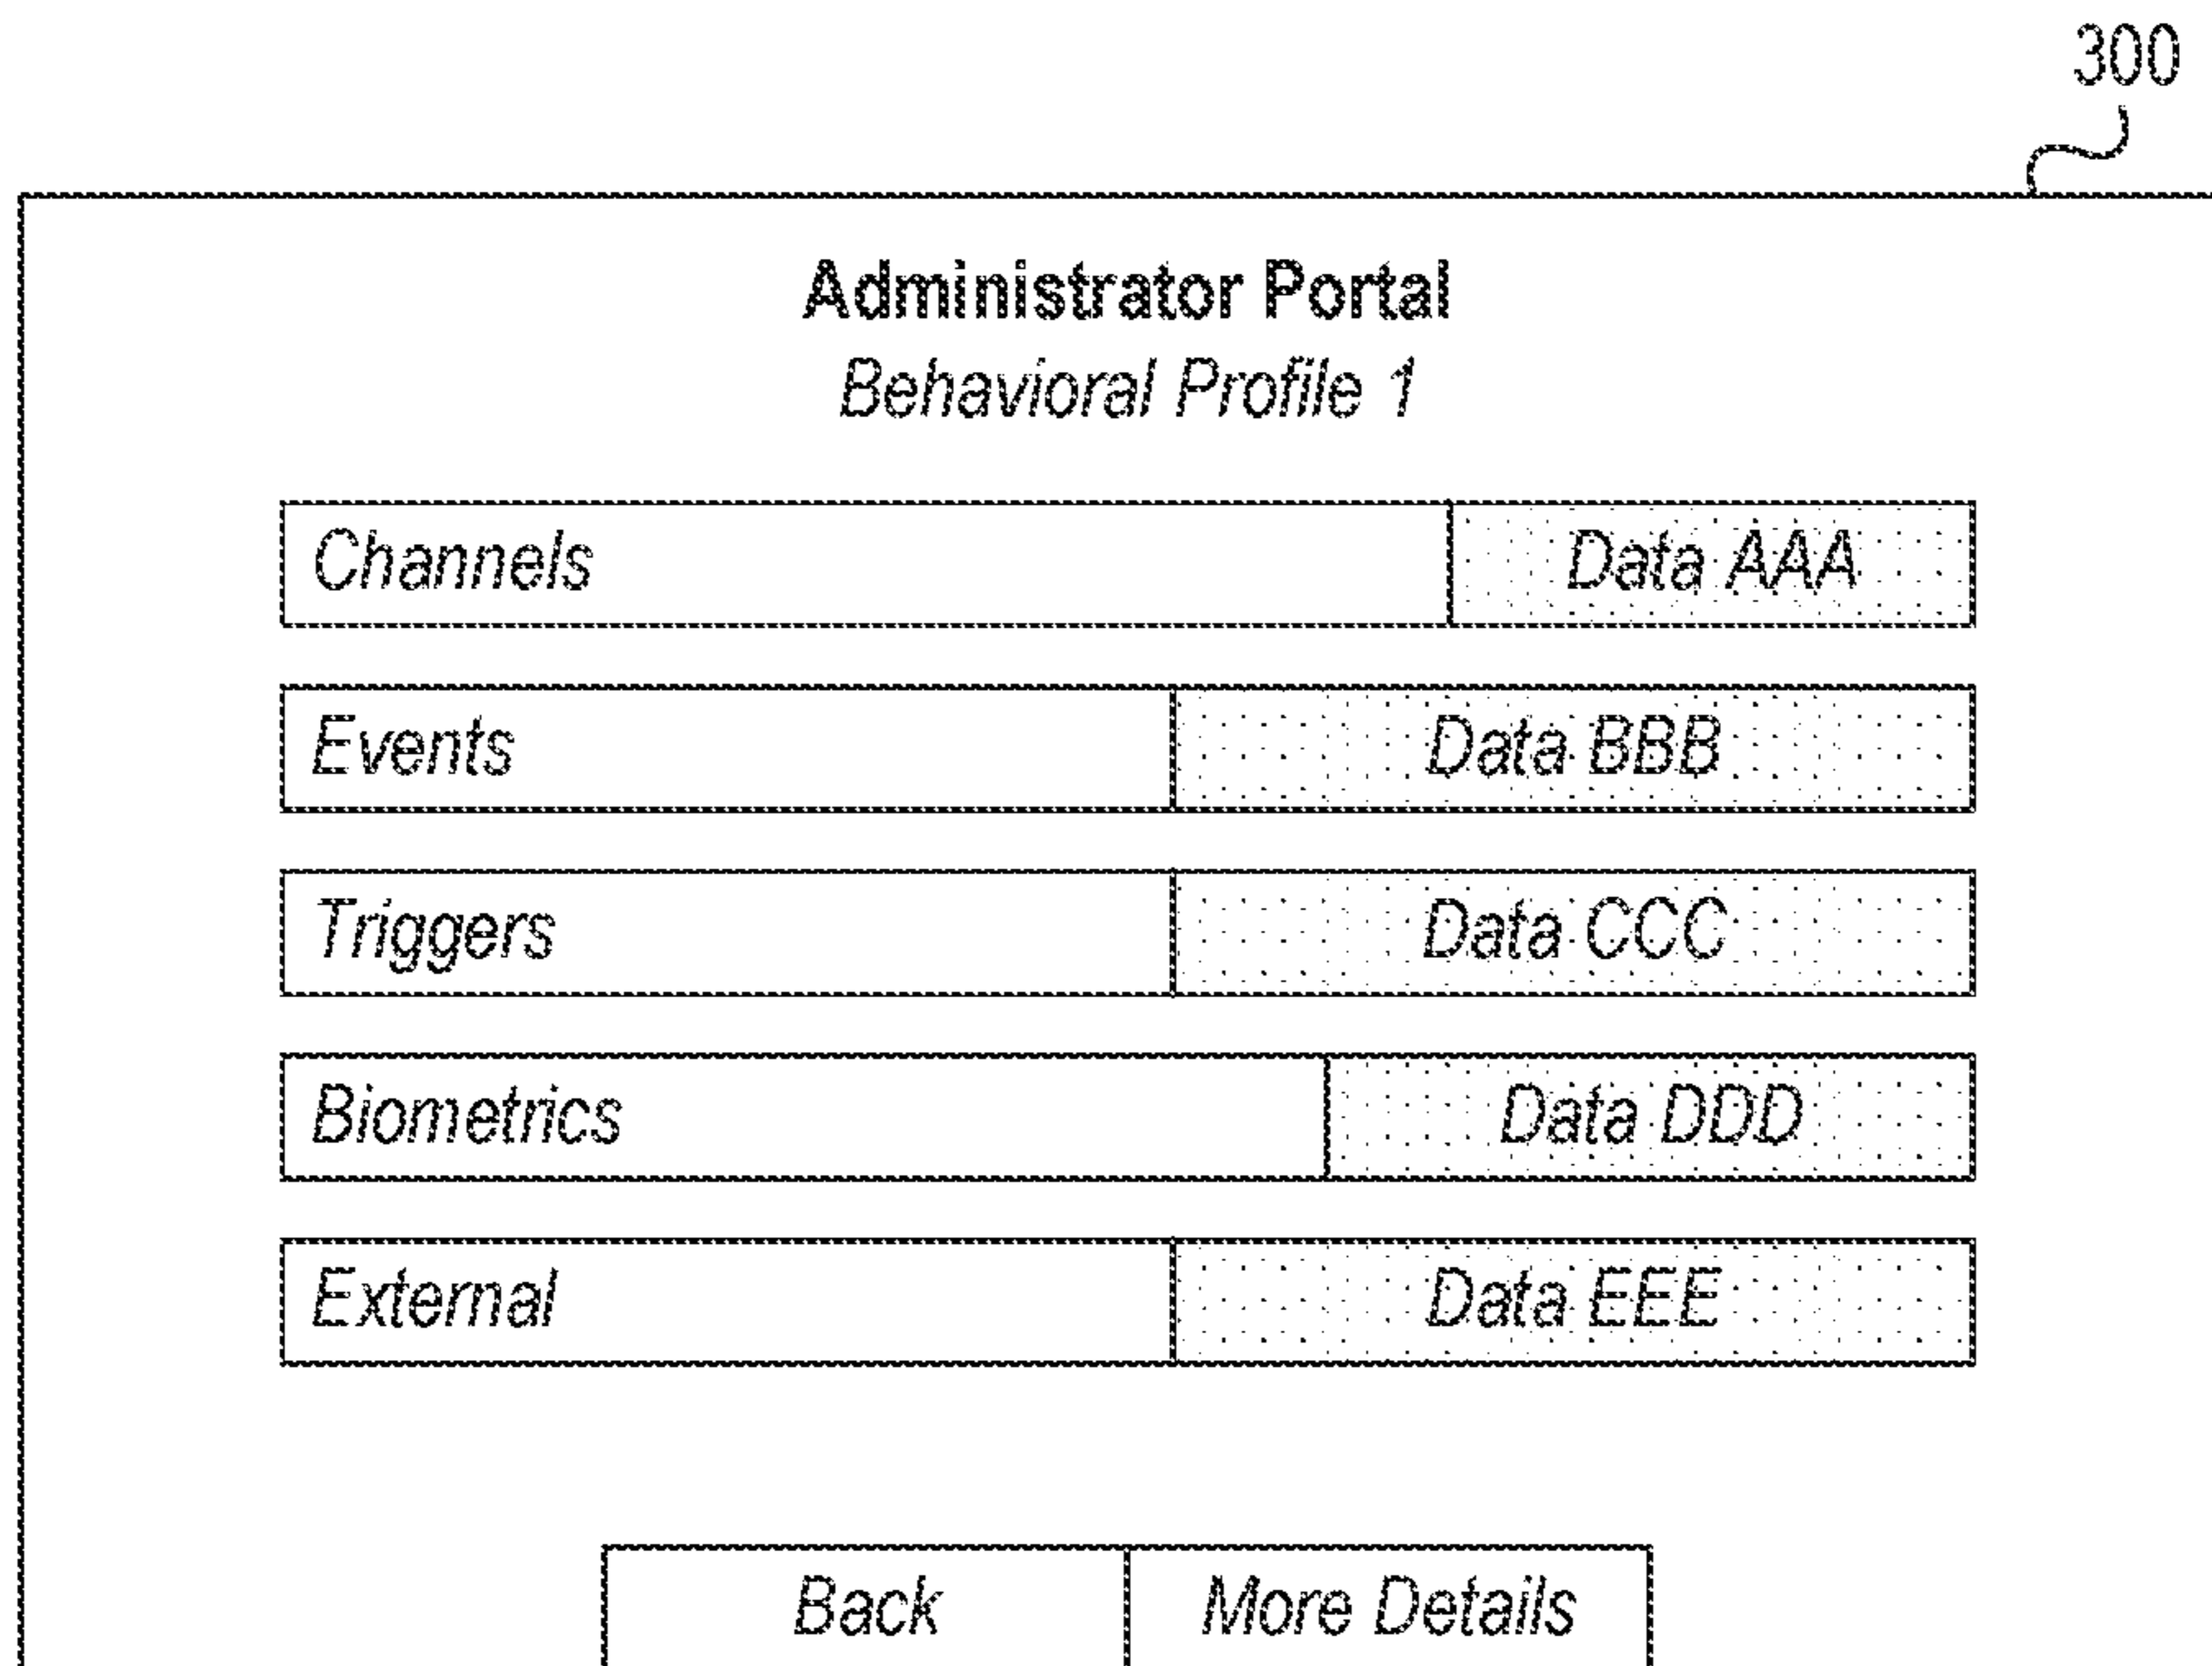 300
Administrator Portal
Behavioral Profile 1
Channels Data AAA
Events Data BBB
Triggers Data CCC
Biometrics Data DDD
External Data EEE
Back More Details